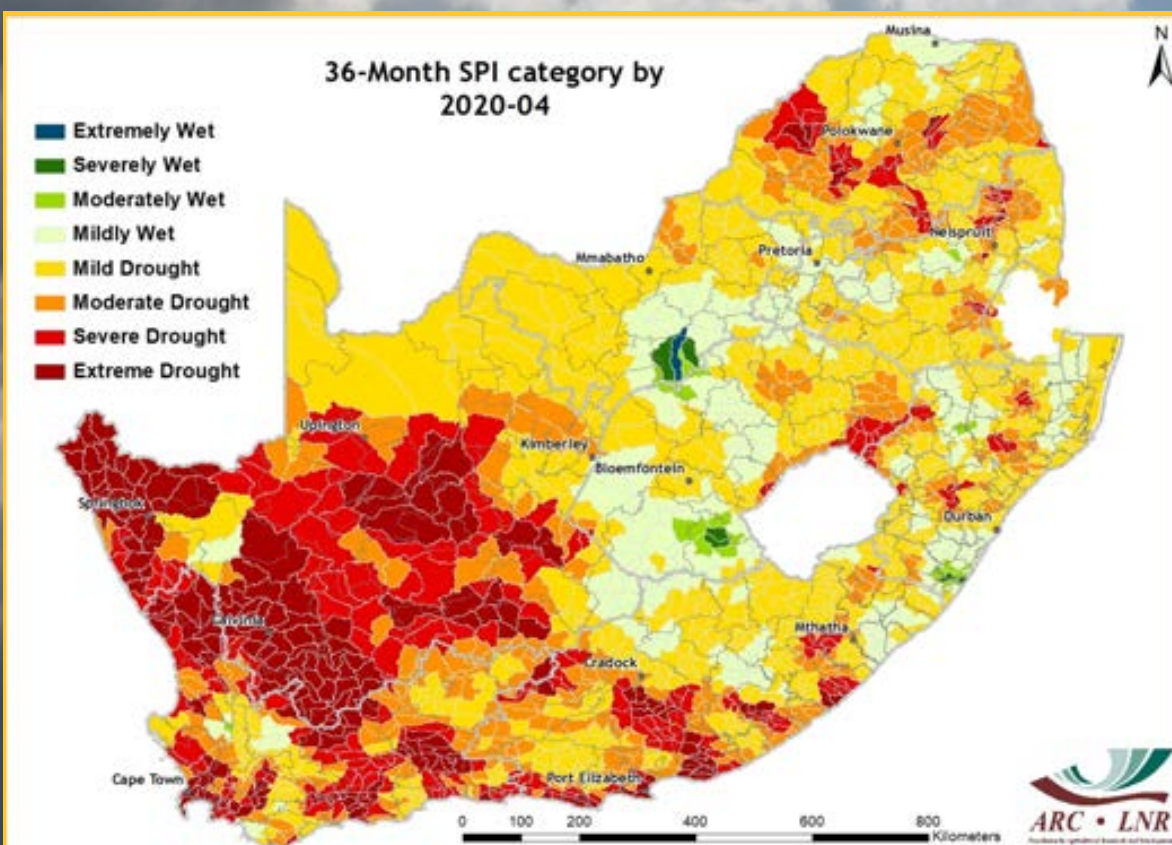 36-Month SPI category by
2020-04
N
Extremely Wet
Severely Wet
Moderately Wet
Mildly Wet
Mild Drought
Moderate Drought
Severe Drought
Extreme Drought
Musina
Polokwane
Nelspruit
Pretoria
Mmabatho
Upington
Kimberley
Bloemfontein
Springbok
Durban
Calvinia
Mthatha
Cradock
Cape Town
Port Elizabeth
0 100 200 400 600 800
Kilometers
ARC • LNR